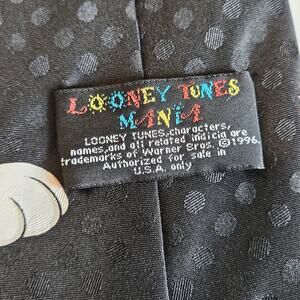 LOONEY TUNES
MANIA
LOONEY TUNES, characters,
names, and all related indicia are
trademarks of Warner Bros. ©1996.
Authorized for sale in
U.S.A. only